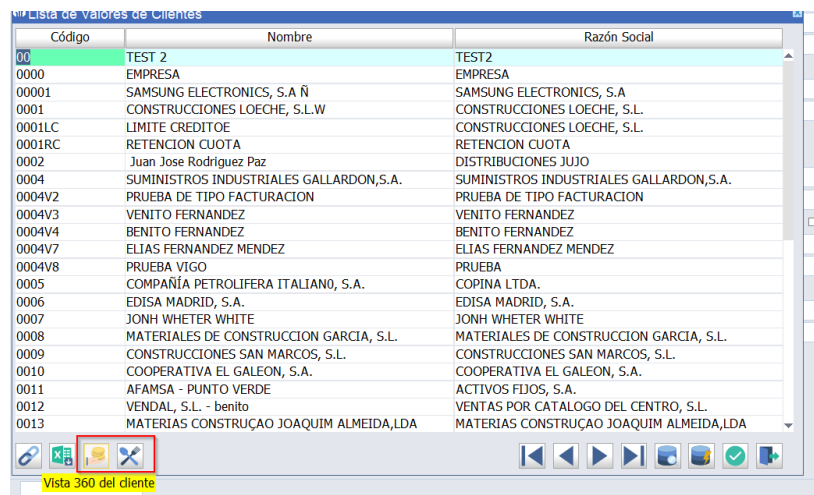 Lista de Valores de Clientes
Código Nombre Razón Social
00 TEST 2 TEST2
0000 EMPRESA EMPRESA
00001 SAMSUNG ELECTRONICS, S.A Ñ SAMSUNG ELECTRONICS, S.A
0001 CONSTRUCCIONES LOECHE, S.L.W CONSTRUCCIONES LOECHE, S.L.
0001LC LIMITE CREDITOE CONSTRUCCIONES LOECHE, S.L.
0001RC RETENCION CUOTA RETENCION CUOTA
0002 Juan Jose Rodriguez Paz DISTRIBUCIONES JUJO
0004 SUMINISTROS INDUSTRIALES GALLARDON,S.A. SUMINISTROS INDUSTRIALES GALLARDON,S.A.
0004V2 PRUEBA DE TIPO FACTURACION PRUEBA DE TIPO FACTURACION
0004V3 VENITO FERNANDEZ VENITO FERNANDEZ
0004V4 BENITO FERNANDEZ BENITO FERNANDEZ
0004V7 ELIAS FERNANDEZ MENDEZ ELIAS FERNANDEZ MENDEZ
0004V8 PRUEBA VIGO PRUEBA
0005 COMPAÑÍA PETROLIFERA ITALIAN0, S.A. COPINA LTDA.
0006 EDISA MADRID, S.A. EDISA MADRID, S.A.
0007 JONH WHETER WHITE JONH WHETER WHITE
0008 MATERIALES DE CONSTRUCCION GARCIA, S.L. MATERIALES DE CONSTRUCCION GARCIA, S.L.
0009 CONSTRUCCIONES SAN MARCOS, S.L. CONSTRUCCIONES SAN MARCOS, S.L.
0010 COOPERATIVA EL GALEON, S.A. COOPERATIVA EL GALEON, S.A.
0011 AFAMSA - PUNTO VERDE ACTIVOS FIJOS, S.A.
0012 VENDAL, S.L. - benito VENTAS POR CATALOGO DEL CENTRO, S.L.
0013 MATERIAS CONSTRUÇAO JOAQUIM ALMEIDA,LDA MATERIAS CONSTRUÇAO JOAQUIM ALMEIDA,LDA
Vista 360 del cliente